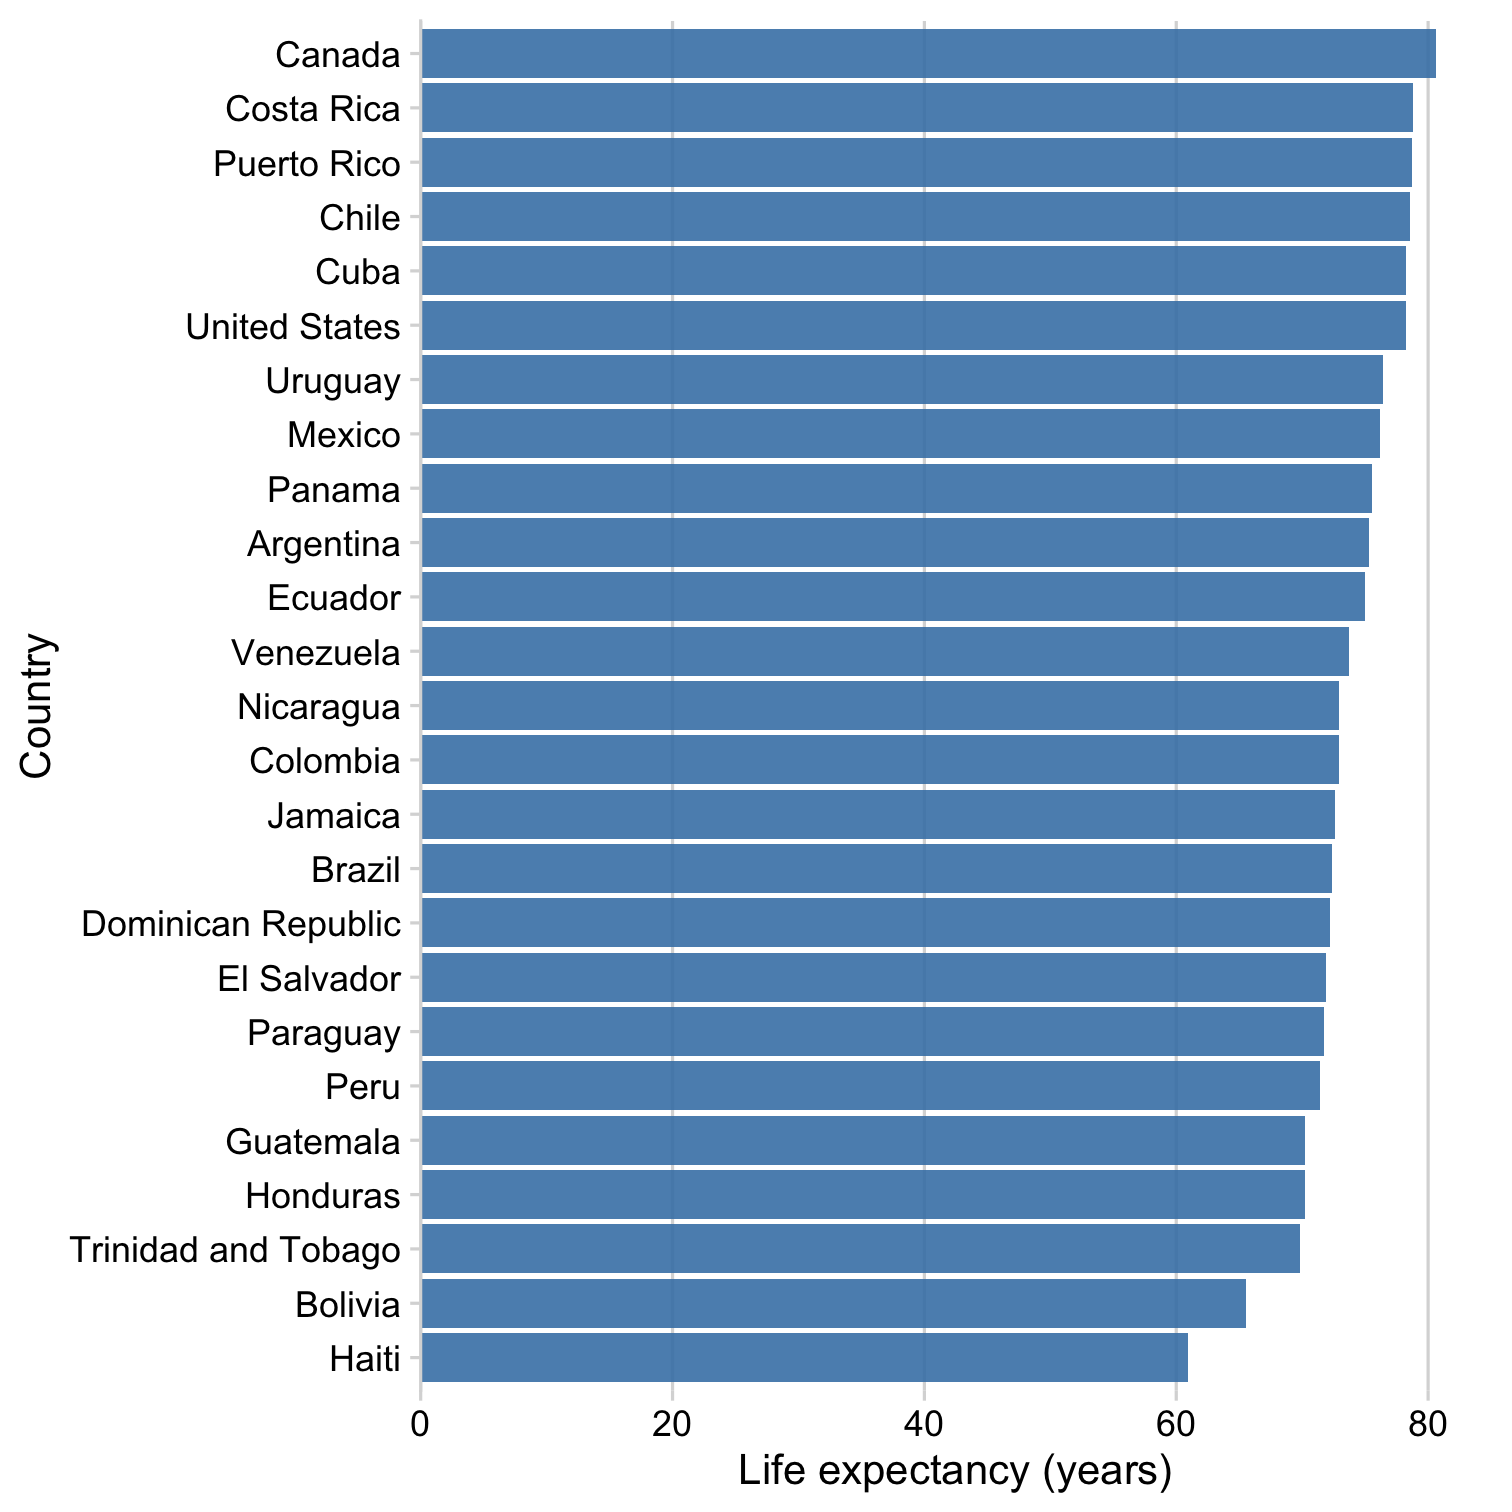 Canada
Costa Rica
Puerto Rico
Chile
Cuba
United States
Uruguay
Mexico
Panama
Argentina
Ecuador
Venezuela
Nicaragua
Colombia
Jamaica
Brazil
Dominican Republic
El Salvador
Paraguay
Peru
Guatemala
Honduras
Trinidad and Tobago
Bolivia
Haiti
Country
0 20 40 60 80
Life expectancy (years)